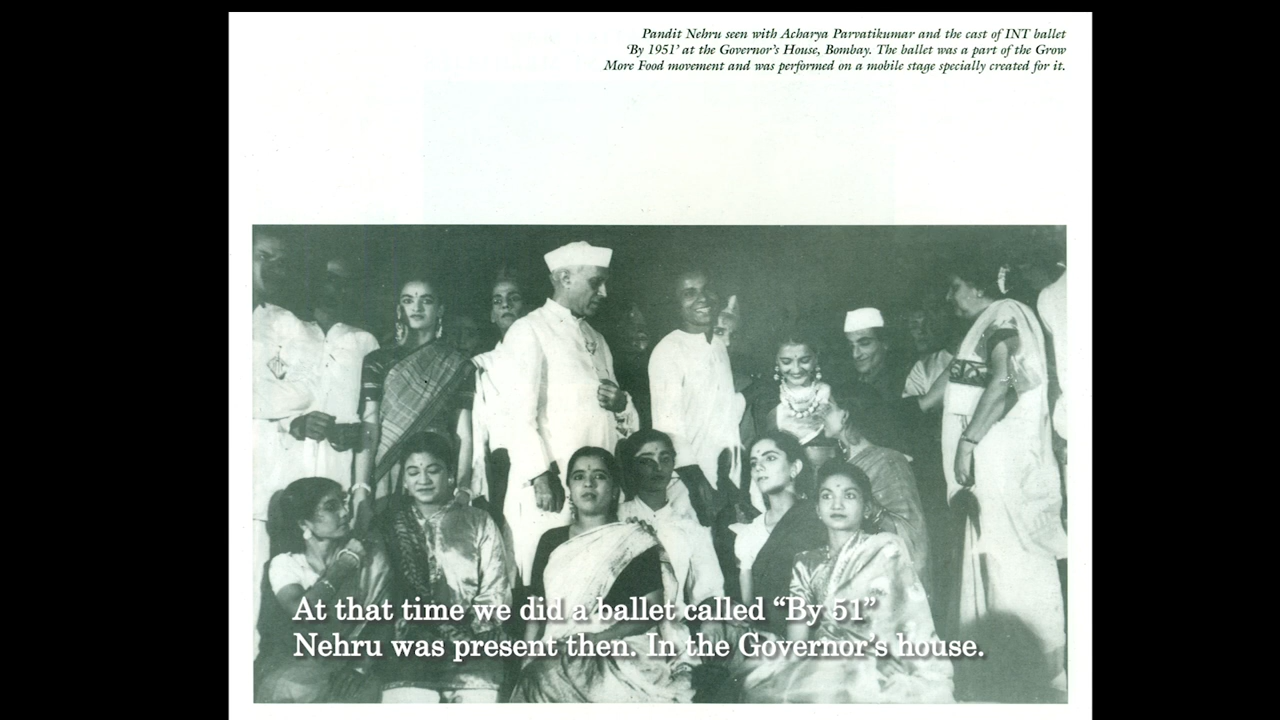 Pandit Nehru seen with Acharya Parvatikumar and the cast of INT ballet
‘By 1951’ at the Governor’s House, Bombay. The ballet was a part of the Grow
More Food movement and was performed on a mobile stage specially created for it.
At that time we did a ballet called “By 51”
Nehru was present then. In the Governor’s house.